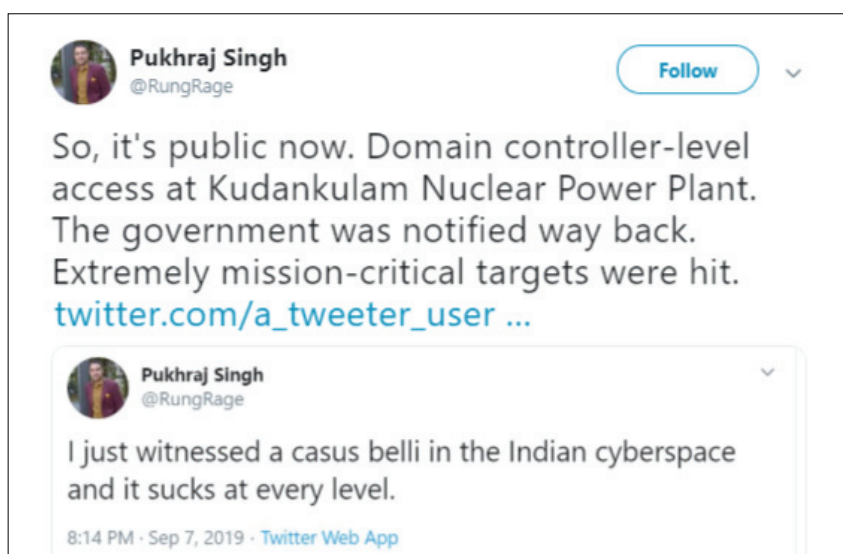 Pukhraj Singh
@RungRage
Follow
So, it's public now. Domain controller-level
access at Kudankulam Nuclear Power Plant.
The government was notified way back.
Extremely mission-critical targets were hit.
twitter.com/a_tweeter_user ...
Pukhraj Singh
@RungRage
I just witnessed a casus belli in the Indian cyberspace
and it sucks at every level.
8:14 PM · Sep 7, 2019 · Twitter Web App